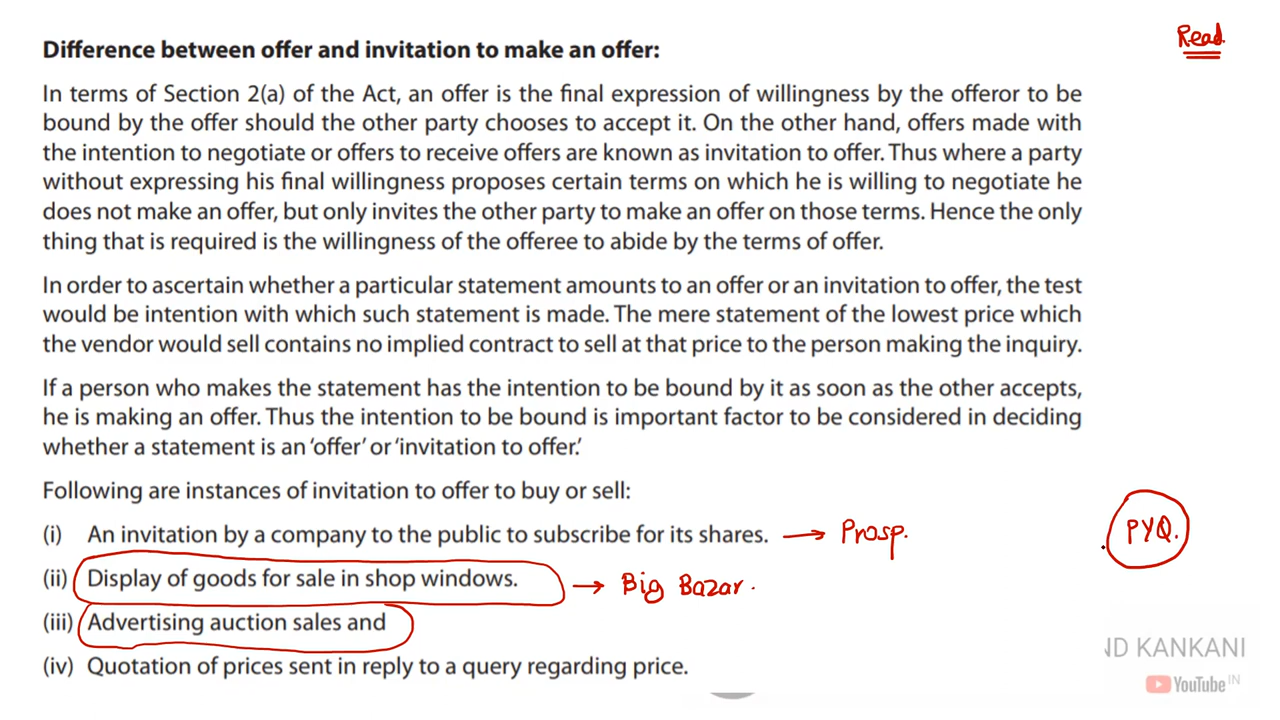 Read
Difference between offer and invitation to make an offer:
In terms of Section 2(a) of the Act, an offer is the final expression of willingness by the offeror to be
bound by the offer should the other party chooses to accept it. On the other hand, offers made with
the intention to negotiate or offers to receive offers are known as invitation to offer. Thus where a party
without expressing his final willingness proposes certain terms on which he is willing to negotiate he
does not make an offer, but only invites the other party to make an offer on those terms. Hence the only
thing that is required is the willingness of the offeree to abide by the terms of offer.
In order to ascertain whether a particular statement amounts to an offer or an invitation to offer, the test
would be intention with which such statement is made. The mere statement of the lowest price which
the vendor would sell contains no implied contract to sell at that price to the person making the inquiry.
If a person who makes the statement has the intention to be bound by it as soon as the other accepts,
he is making an offer. Thus the intention to be bound is important factor to be considered in deciding
whether a statement is an ‘offer’ or ‘invitation to offer.’
Following are instances of invitation to offer to buy or sell:
(i) An invitation by a company to the public to subscribe for its shares. → Prosp.
PYQ.
(ii) Display of goods for sale in shop windows. → Big Bazar.
(iii) Advertising auction sales and
(iv) Quotation of prices sent in reply to a query regarding price.
ND KANKANI
YouTube IN